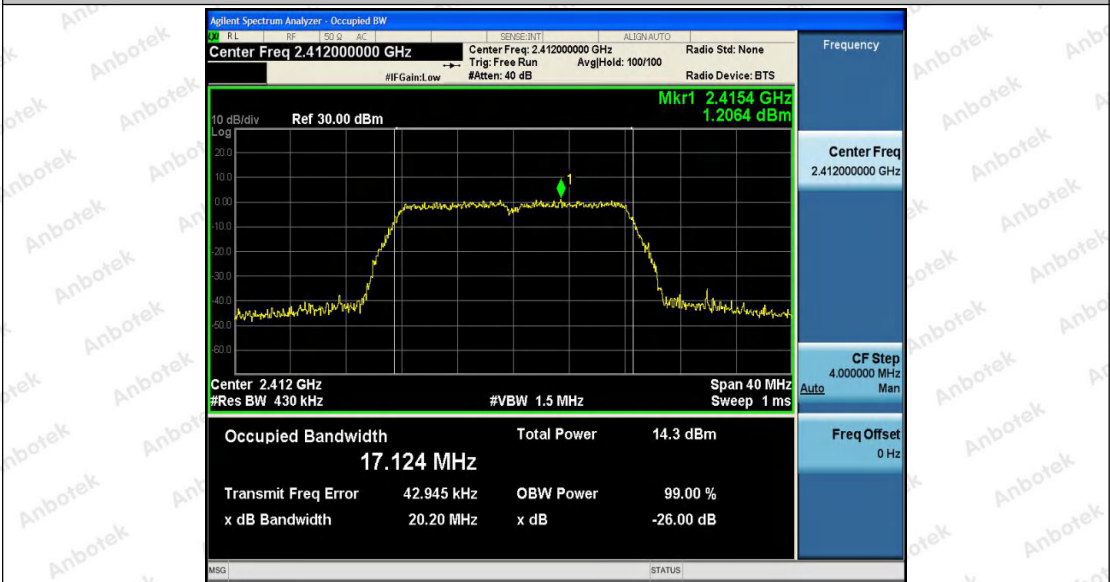 Agilent Spectrum Analyzer - Occupied BW
LXI RL RF 50 Ω AC SENSE:INT ALIGN AUTO
Center Freq 2.412000000 GHz
Center Freq: 2.412000000 GHz Radio Std: None
Trig: Free Run Avg|Hold: 100/100
#IFGain:Low #Atten: 40 dB Radio Device: BTS
Mkr1 2.4154 GHz
1.2064 dBm
10 dB/div Ref 30.00 dBm
Log
20.0
10.0
0.00
-10.0
-20.0
-30.0
-40.0
-50.0
-60.0
1
Center 2.412 GHz Span 40 MHz
#Res BW 430 kHz #VBW 1.5 MHz Sweep 1 ms
Occupied Bandwidth Total Power 14.3 dBm
17.124 MHz
Transmit Freq Error 42.945 kHz OBW Power 99.00 %
x dB Bandwidth 20.20 MHz x dB -26.00 dB
MSG STATUS
Frequency
Center Freq
2.412000000 GHz
CF Step
4.000000 MHz
Auto Man
Freq Offset
0 Hz
Anbotek